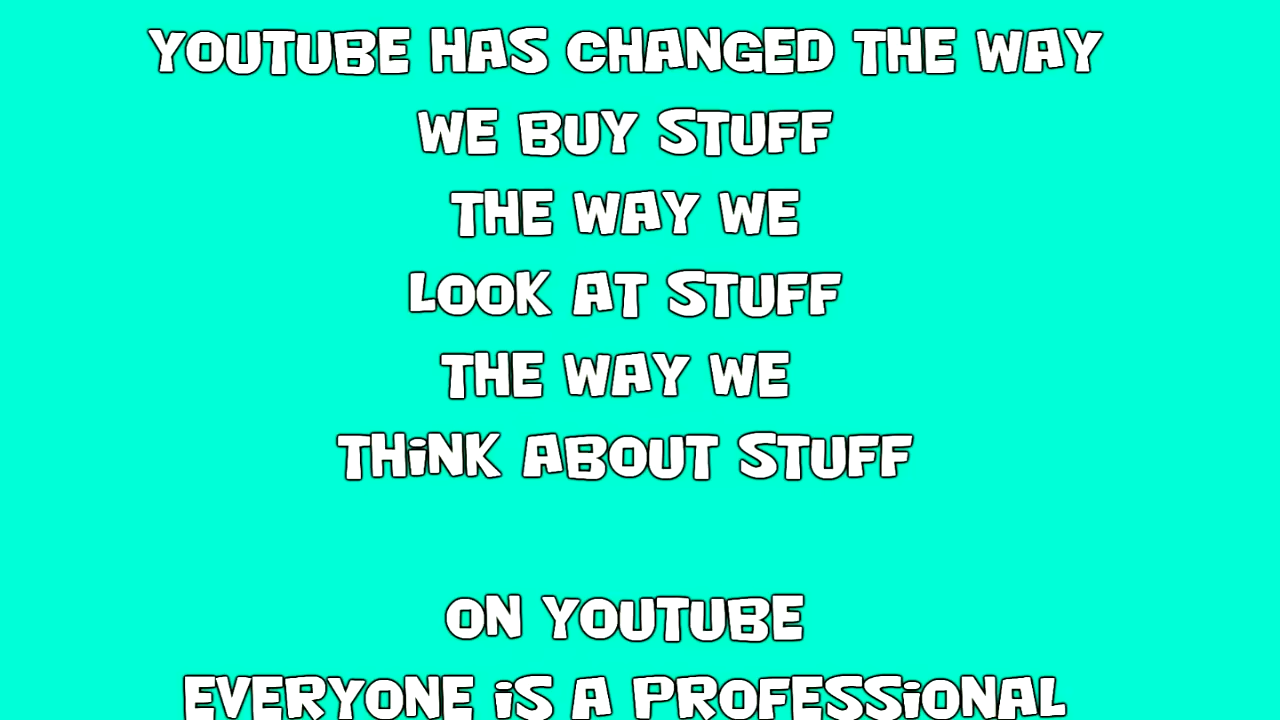 YOUTUBE HAS CHANGED THE WAY
WE BUY STUFF
THE WAY WE
LOOK AT STUFF
THE WAY WE
THiNK ABOUT STUFF
ON YOUTUBE
EVERYONE iS A PROFESSiONAL